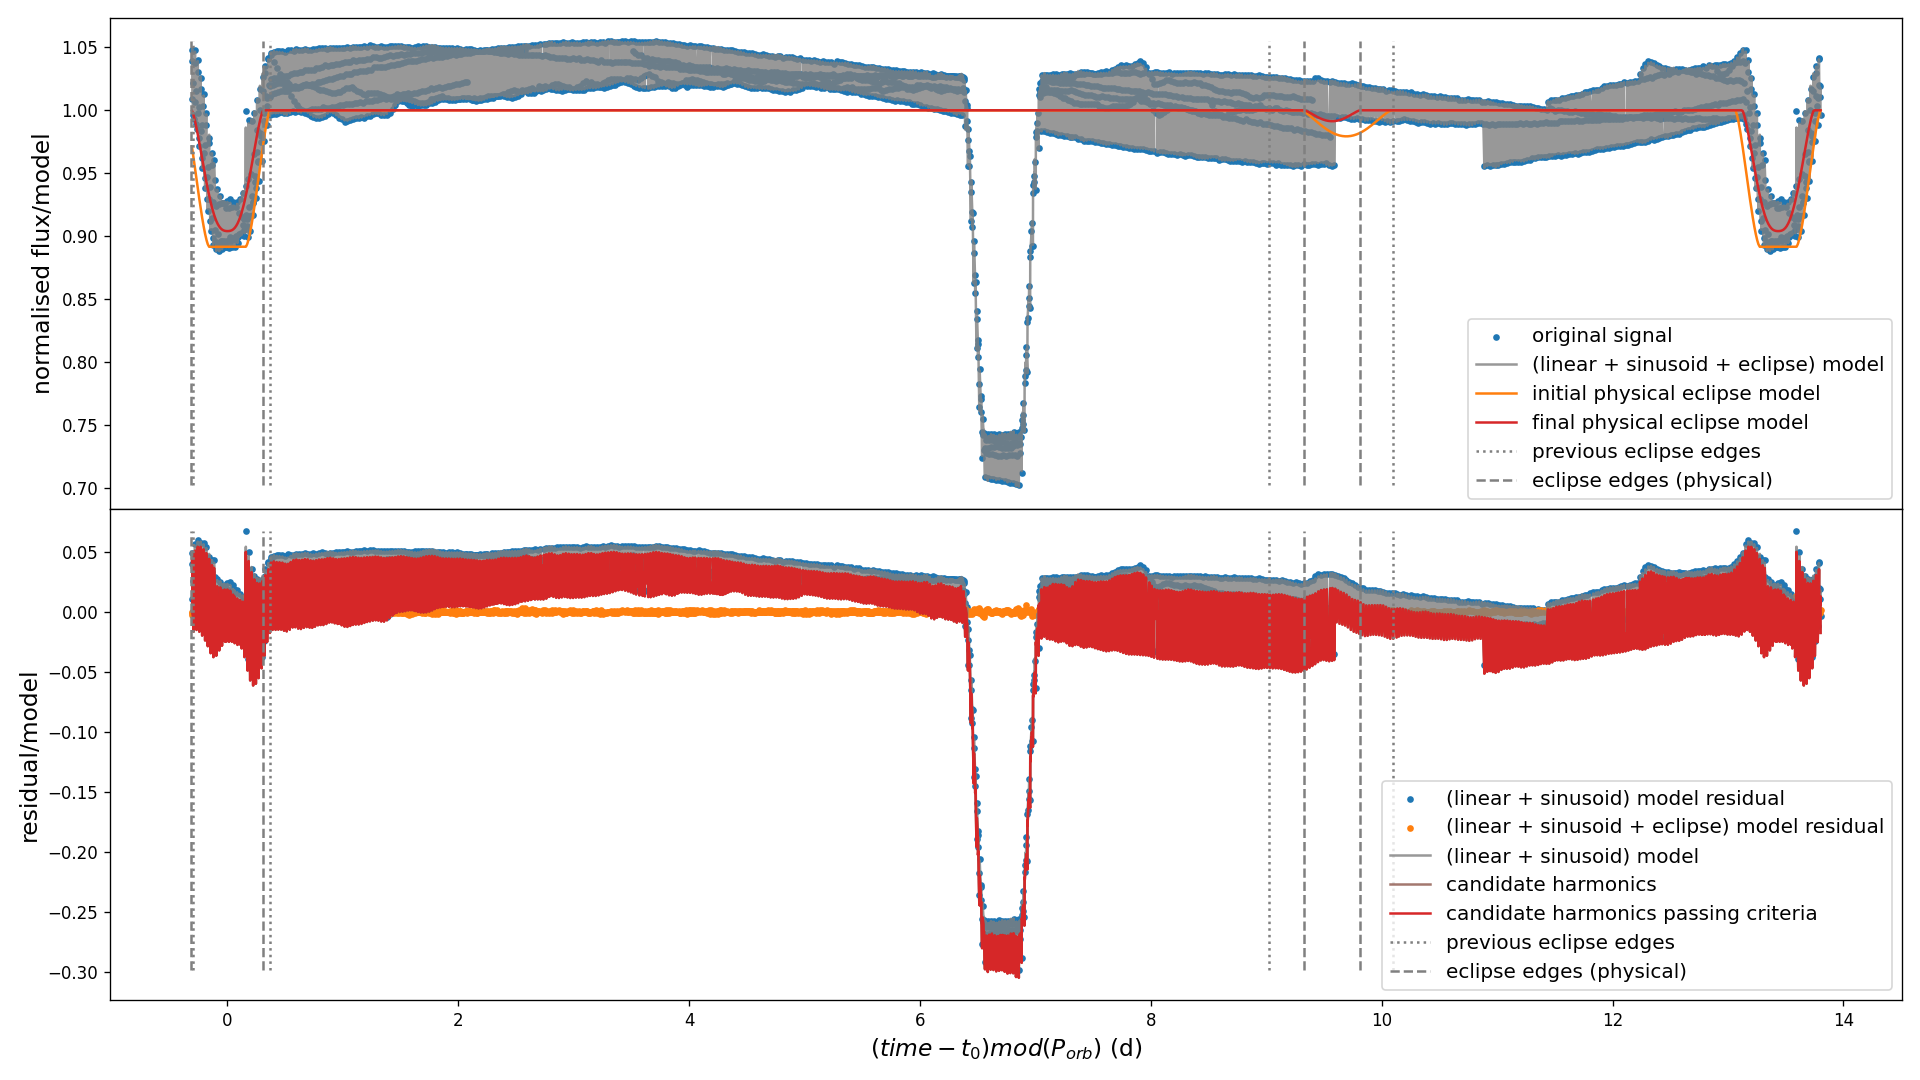 normalised flux/model
1.05
1.00
0.95
0.90
0.85
0.80
0.75
0.70
original signal
(linear + sinusoid + eclipse) model
initial physical eclipse model
final physical eclipse model
previous eclipse edges
eclipse edges (physical)
residual/model
0.05
0.00
−0.05
−0.10
−0.15
−0.20
−0.25
−0.30
(linear + sinusoid) model residual
(linear + sinusoid + eclipse) model residual
(linear + sinusoid) model
candidate harmonics
candidate harmonics passing criteria
previous eclipse edges
eclipse edges (physical)
0 2 4 6 8 10 12 14
(time − t₀)mod(P_orb) (d)